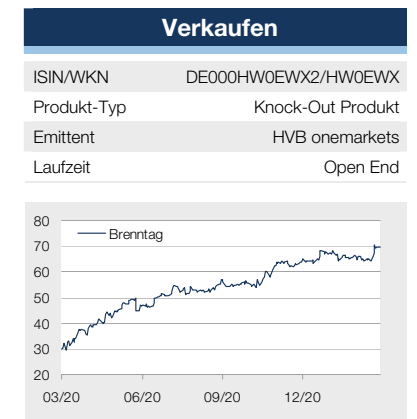 Verkaufen
ISIN/WKN DE000HW0EWX2/HW0EWX
Produkt-Typ Knock-Out Produkt
Emittent HVB onemarkets
Laufzeit Open End
80
Brenntag
70
60
50
40
30
20
03/20 06/20 09/20 12/20